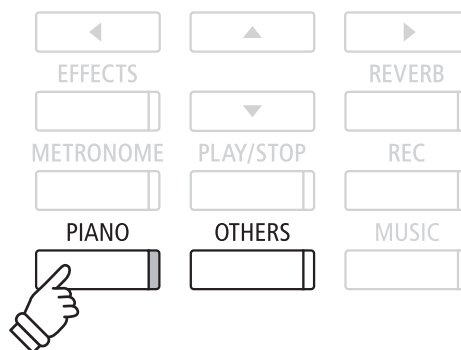 EFFECTS REVERB
METRONOME PLAY/STOP REC
PIANO OTHERS MUSIC